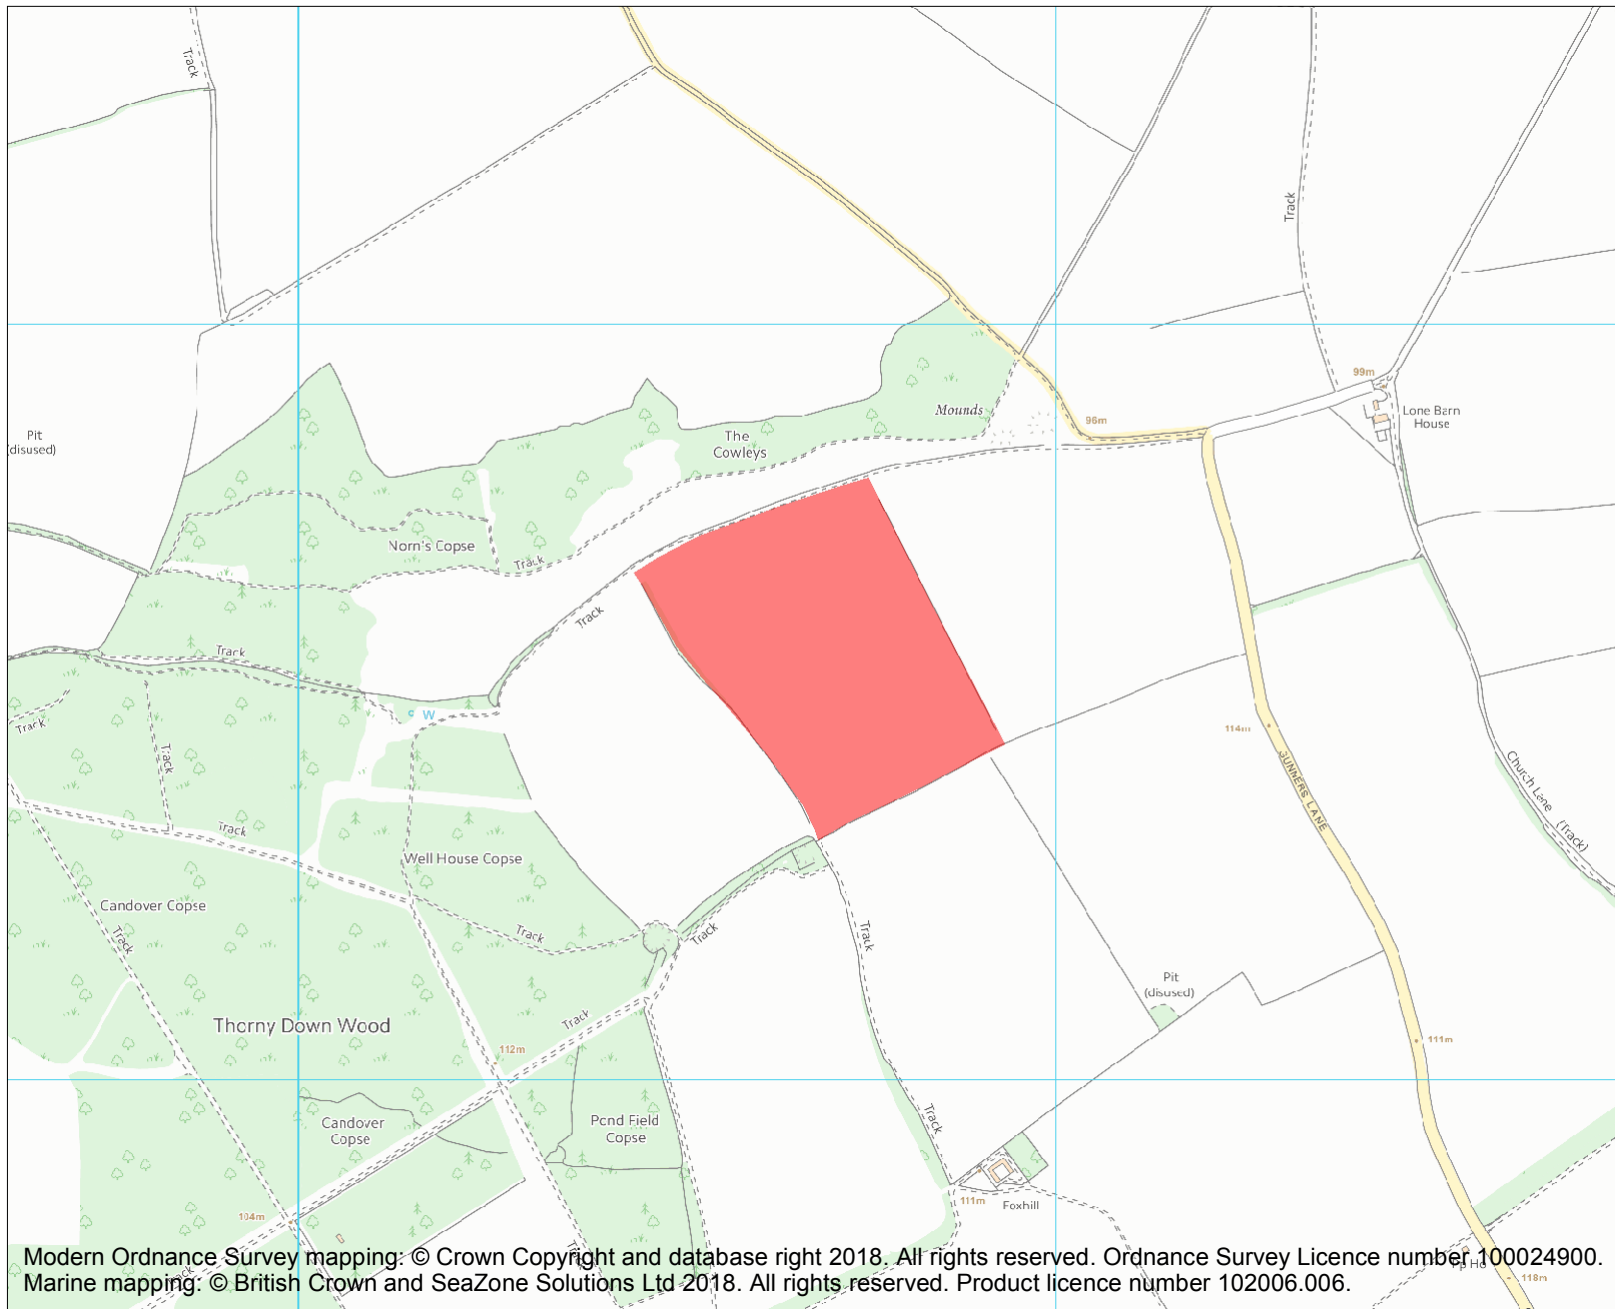 Track
Track
99m
Lone Barn
House
Mounds
96m
Pit
(disused)
The
Cowleys
Norn's Copse
Track
Track
Track
W
Track
Track
114m
GUNNERS LANE
Church Lane
(Track)
Track
Well House Copse
Candover Copse
Track
Track
Track
Track
Pit
(disused)
Thorny Down Wood
Track
112m
111m
Candover
Copse
Pond Field
Copse
Track
104m
111m
Foxhill
Track
Track
118m
Modern Ordnance Survey mapping: © Crown Copyright and database right 2018. All rights reserved. Ordnance Survey Licence number 100024900.
Marine mapping: © British Crown and SeaZone Solutions Ltd 2018. All rights reserved. Product licence number 102006.006.